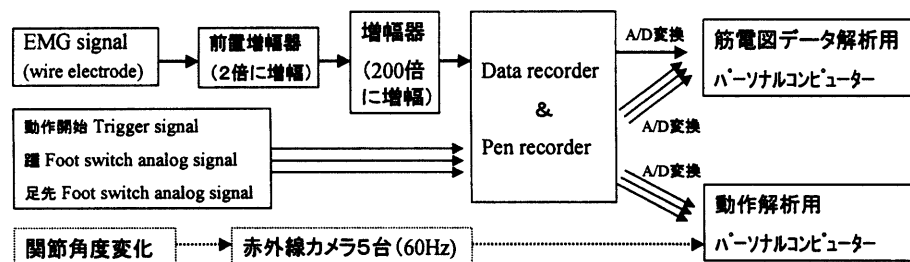 EMG signal
(wire electrode)
前置増幅器
(2倍に増幅)
増幅器
(200倍
に増幅)
Data recorder
&
Pen recorder
A/D変換
筋電図データ解析用
パーソナルコンピューター
A/D変換
動作開始 Trigger signal
踵 Foot switch analog signal
足先 Foot switch analog signal
A/D変換
動作解析用
パーソナルコンピューター
関節角度変化
赤外線カメラ5台(60Hz)